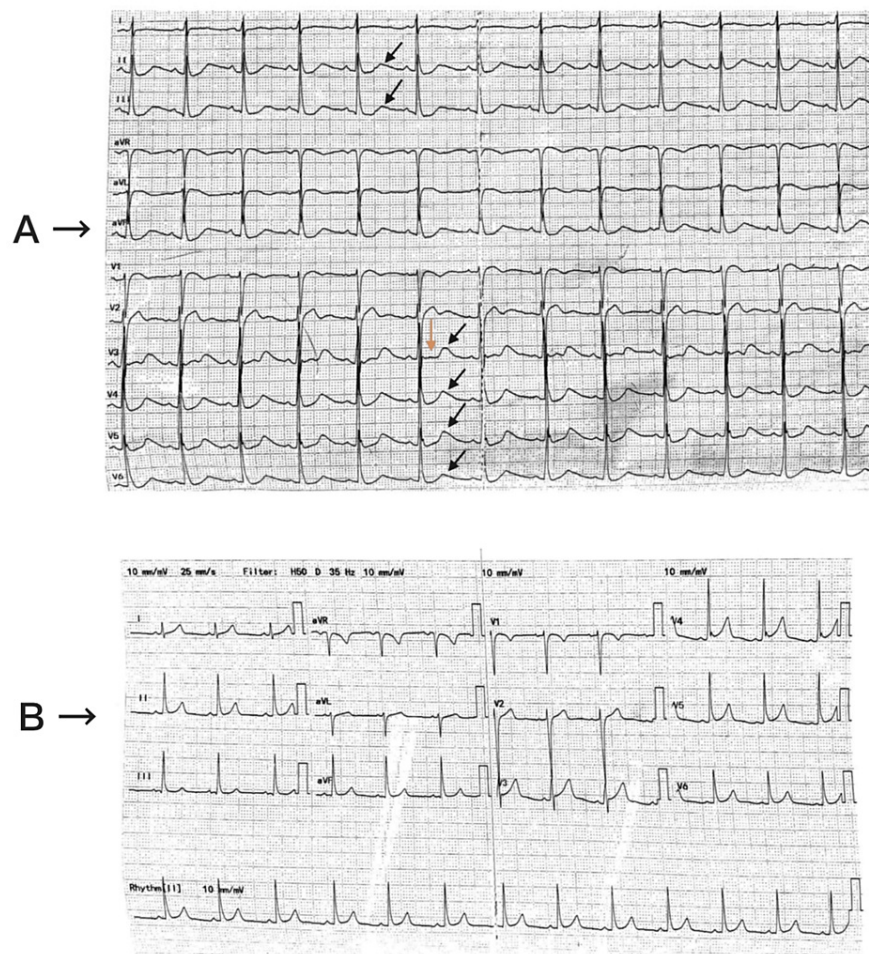 I
II
III
aVR
aVL
A → aVF
V1
V2
V3
V4
V5
V6
10 mm/mV 25 mm/s Filter: H50 D 35 Hz 10 mm/mV 10 mm/mV 10 mm/mV
I aVR V1 V4
II aVL V2 V5
B →
III aVF V3 V6
Rhythm[II] 10 mm/mV